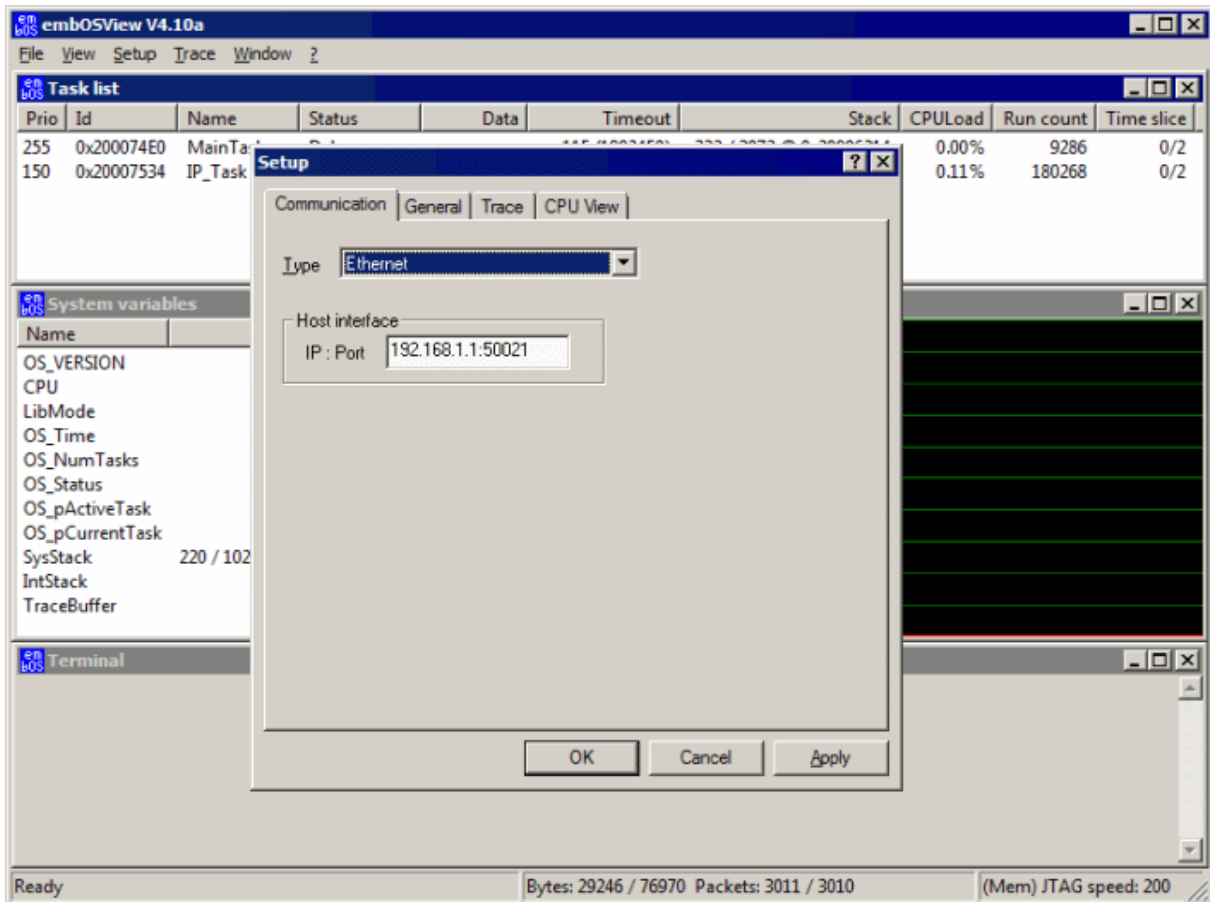 embOSView V4.10a
File View Setup Trace Window ?
Task list
Prio Id Name Status Data Timeout Stack CPULoad Run count Time slice
255 0x200074E0 0.00% 9286 0/2
150 0x20007534 IP_Task 0.11% 180268 0/2
Setup
Communication General Trace CPU View
Type Ethernet
Host interface
IP : Port 192.168.1.1:50021
OK Cancel Apply
System variables
Name
OS_VERSION
CPU
LibMode
OS_Time
OS_NumTasks
OS_Status
OS_pActiveTask
OS_pCurrentTask
SysStack 220 / 102
IntStack
TraceBuffer
Terminal
Ready Bytes: 29246 / 76970 Packets: 3011 / 3010 (Mem) JTAG speed: 200